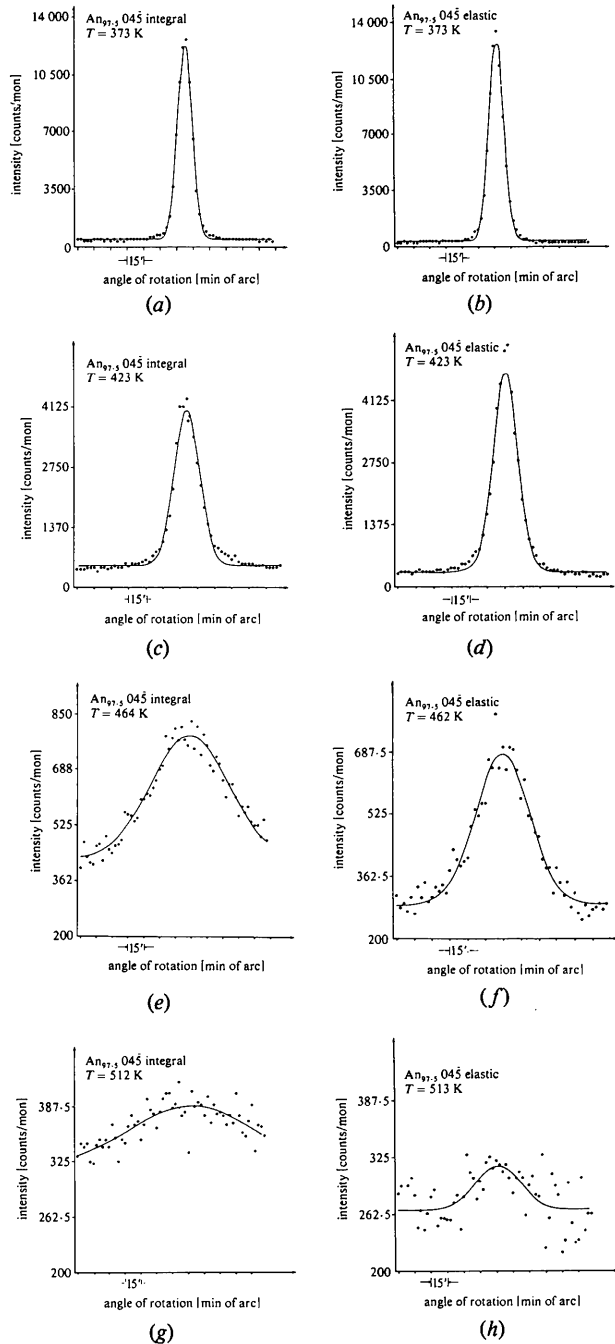 An97·5 045̄ integral
T = 373 K
14 000
10 500
7000
3500
0
intensity [counts/mon]
⊣15'⊢
angle of rotation [min of arc]
(a)
An97·5 045̄ elastic
T = 373 K
14 000
10 500
7000
3500
0
intensity [counts/mon]
⊣15'⊢
angle of rotation [min of arc]
(b)
An97·5 045̄ integral
T = 423 K
4125
2750
1370
0
intensity [counts/mon]
⊣15'⊢
angle of rotation [min of arc]
(c)
An97·5 045̄ elastic
T = 423 K
4125
2750
1375
0
intensity [counts/mon]
⊣15'⊢
angle of rotation [min of arc]
(d)
An97·5 045̄ integral
T = 464 K
850
688
525
362
200
intensity [counts/mon]
⊣15'⊢
angle of rotation [min of arc]
(e)
An97·5 045̄ elastic
T = 462 K
687·5
525
362·5
200
intensity [counts/mon]
⊣15'⊢
angle of rotation [min of arc]
(f)
An97·5 045̄ integral
T = 512 K
387·5
325
262·5
200
intensity [counts/mon]
15'
angle of rotation [min of arc]
(g)
An97·5 045̄ elastic
T = 513 K
387·5
325
262·5
200
intensity [counts/mon]
⊣15'⊢
angle of rotation [min of arc]
(h)